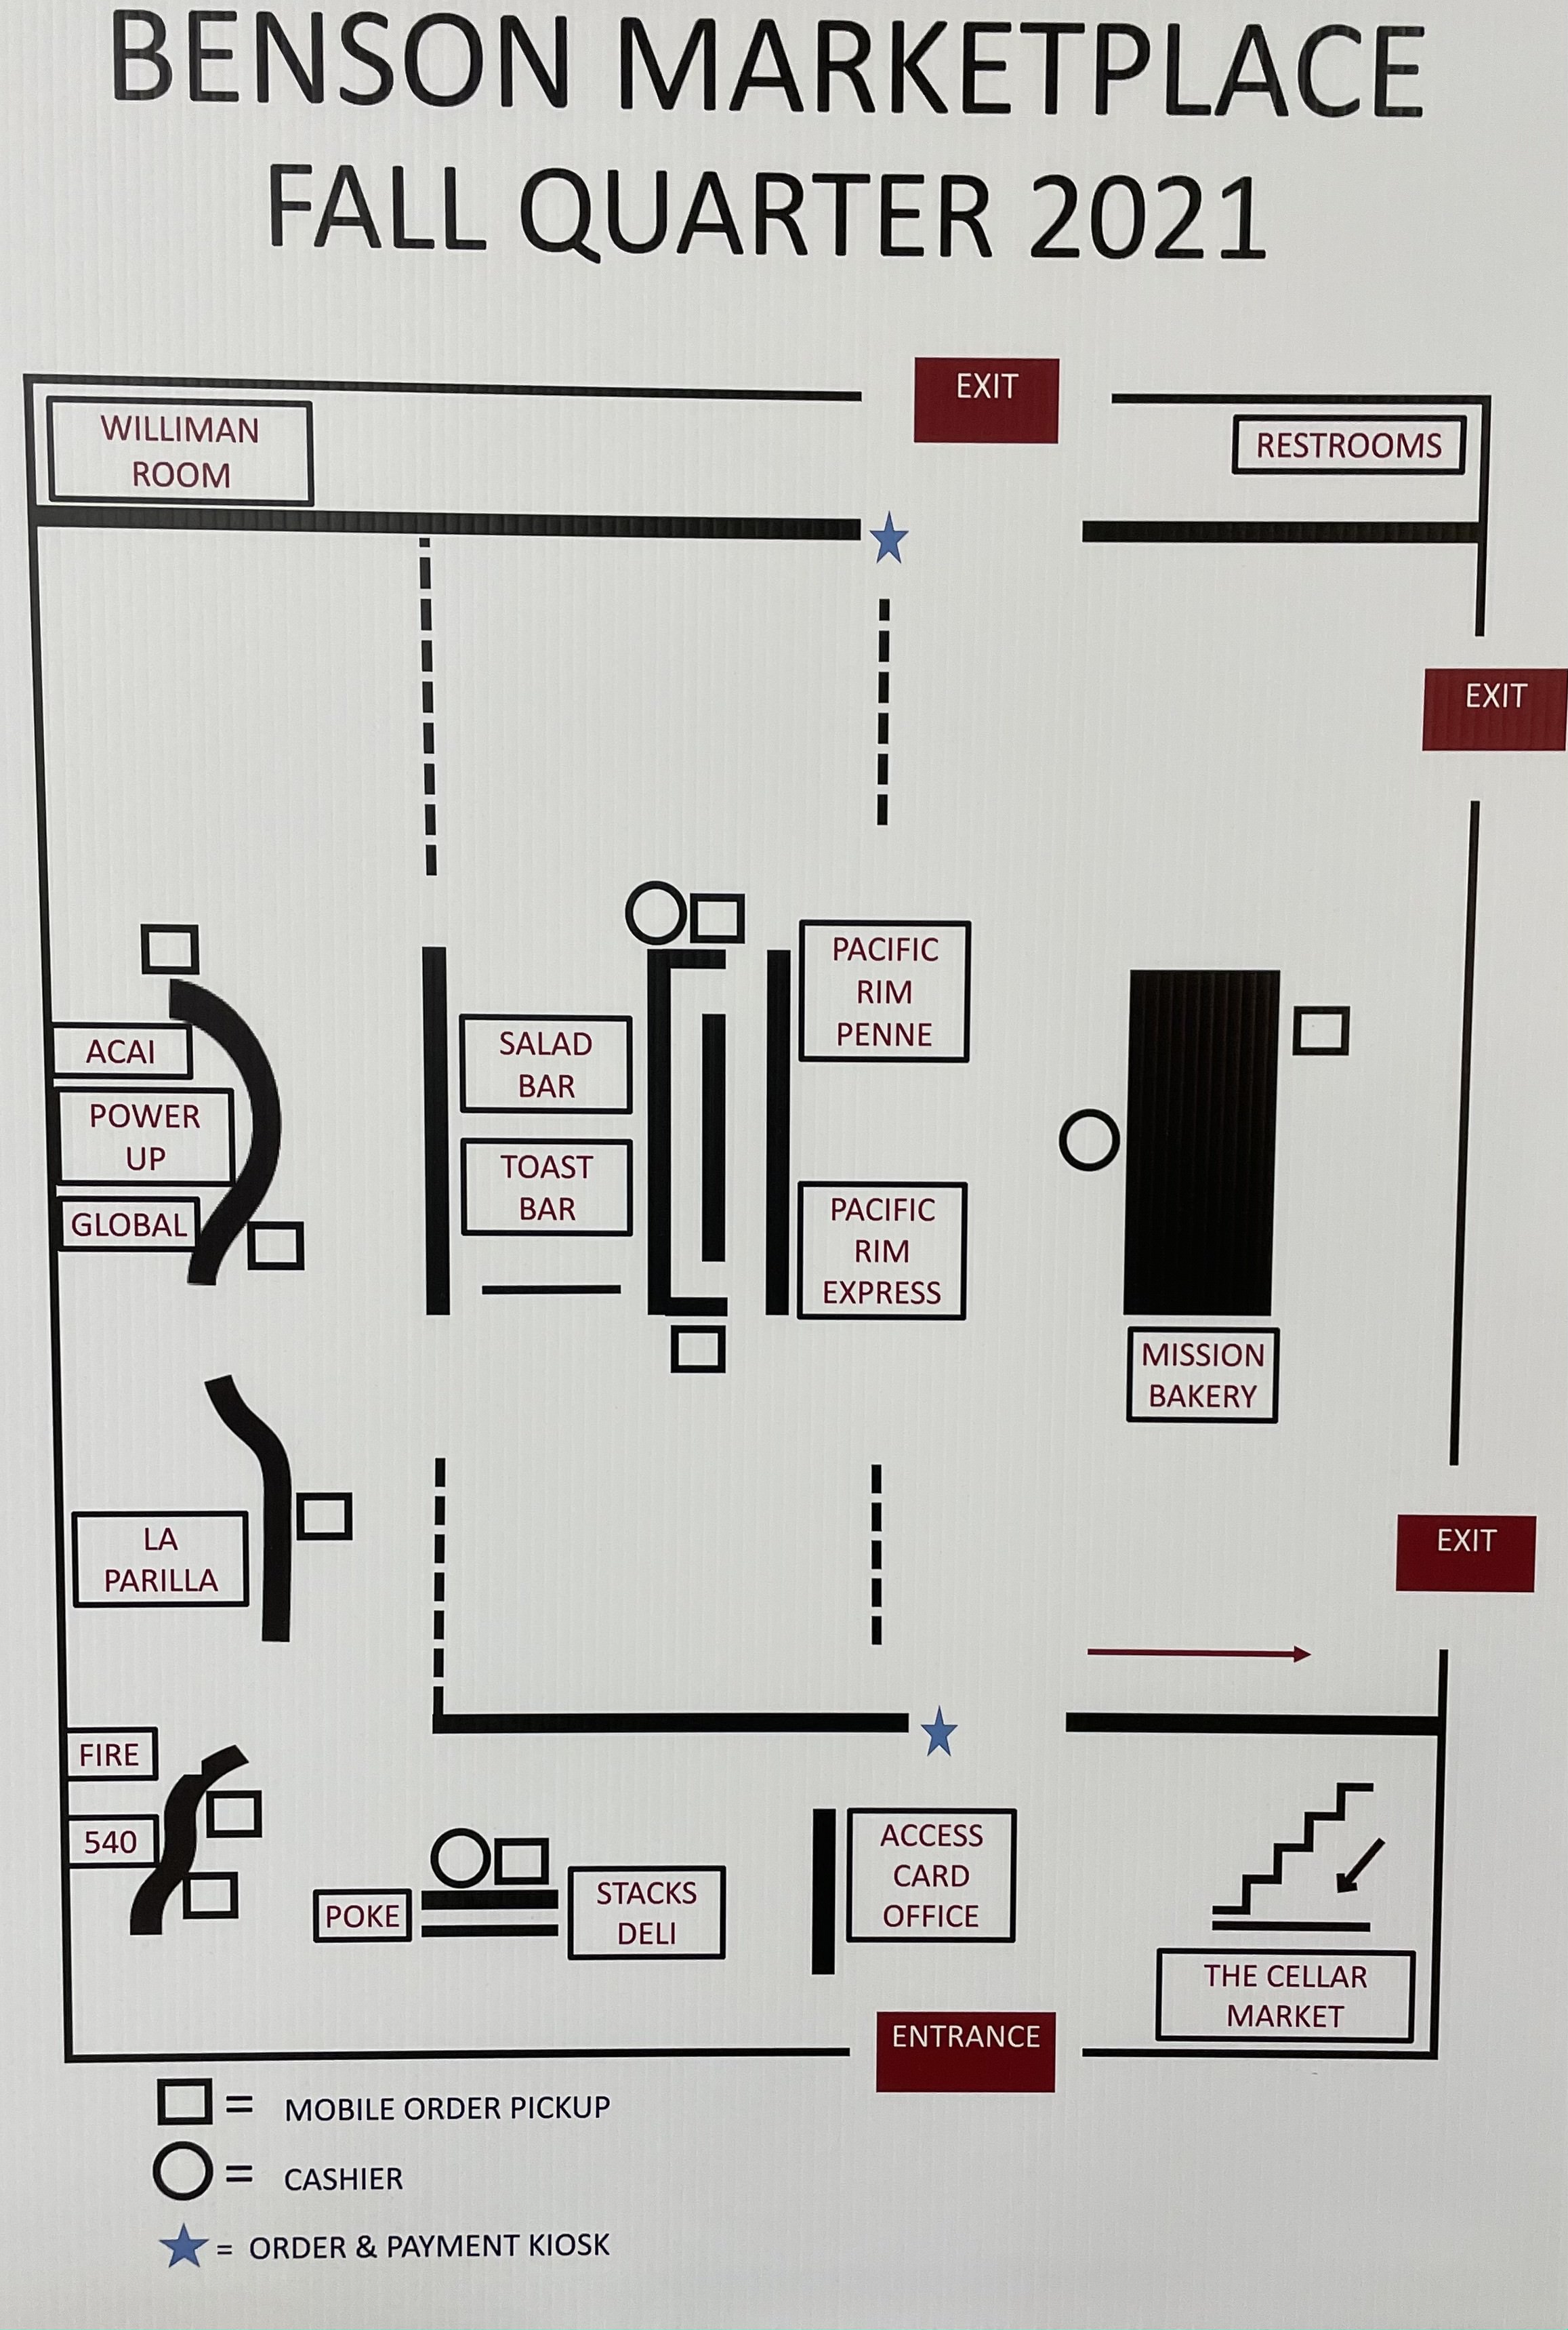 BENSON MARKETPLACE
FALL QUARTER 2021
EXIT
WILLIMAN
ROOM
RESTROOMS
EXIT
PACIFIC
RIM
PENNE
SALAD
BAR
ACAI
POWER
UP
TOAST
BAR
GLOBAL
PACIFIC
RIM
EXPRESS
MISSION
BAKERY
LA
PARILLA
EXIT
FIRE
540
POKE
STACKS
DELI
ACCESS
CARD
OFFICE
THE CELLAR
MARKET
ENTRANCE
= MOBILE ORDER PICKUP
= CASHIER
= ORDER & PAYMENT KIOSK